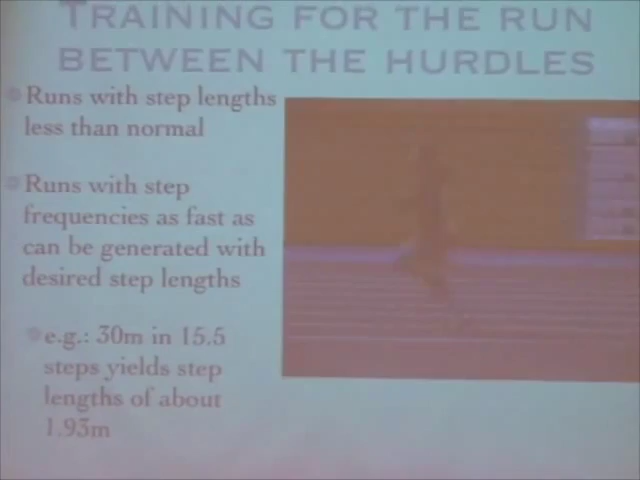 TRAINING FOR THE RUN
BETWEEN THE HURDLES
Runs with step lengths
less than normal
Runs with step
frequencies as fast as
can be generated with
desired step lengths
e.g.: 30m in 15.5
steps yields step
lengths of about
1.93m